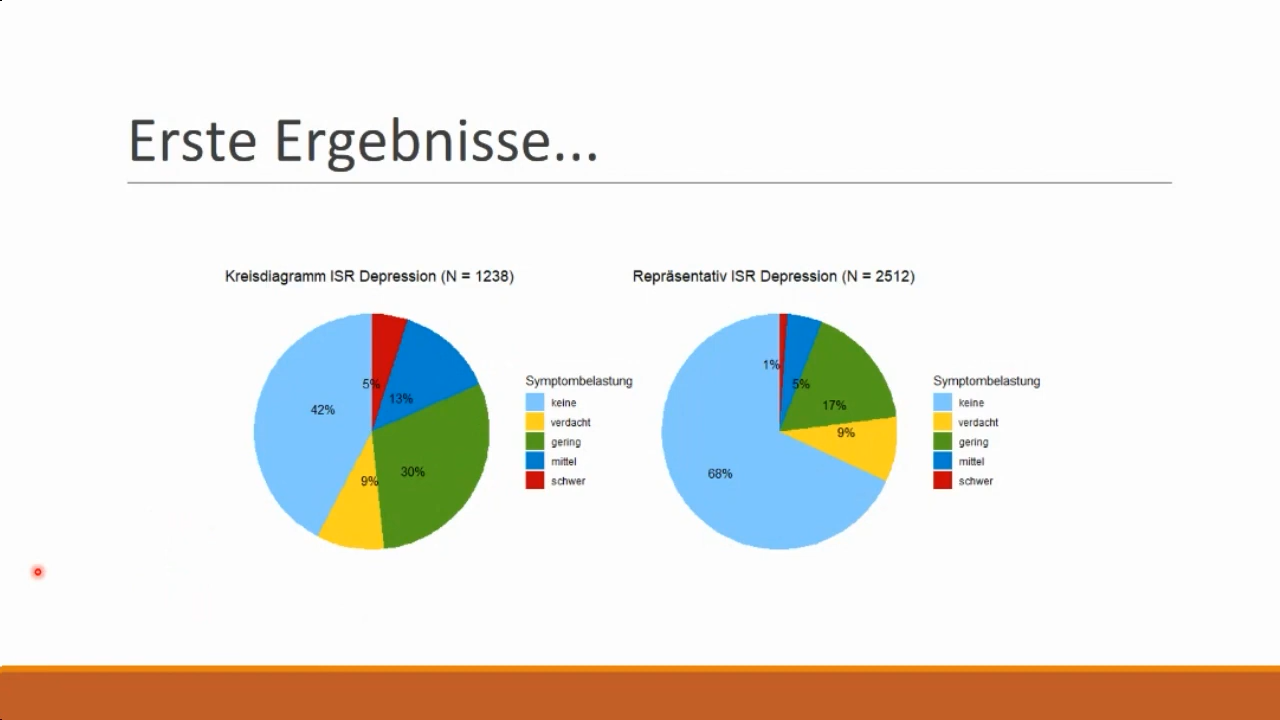 Erste Ergebnisse...
Kreisdiagramm ISR Depression (N = 1238)
5%
13%
42%
30%
9%
Symptombelastung
keine
verdacht
gering
mittel
schwer
Repräsentativ ISR Depression (N = 2512)
1%
5%
17%
9%
68%
Symptombelastung
keine
verdacht
gering
mittel
schwer